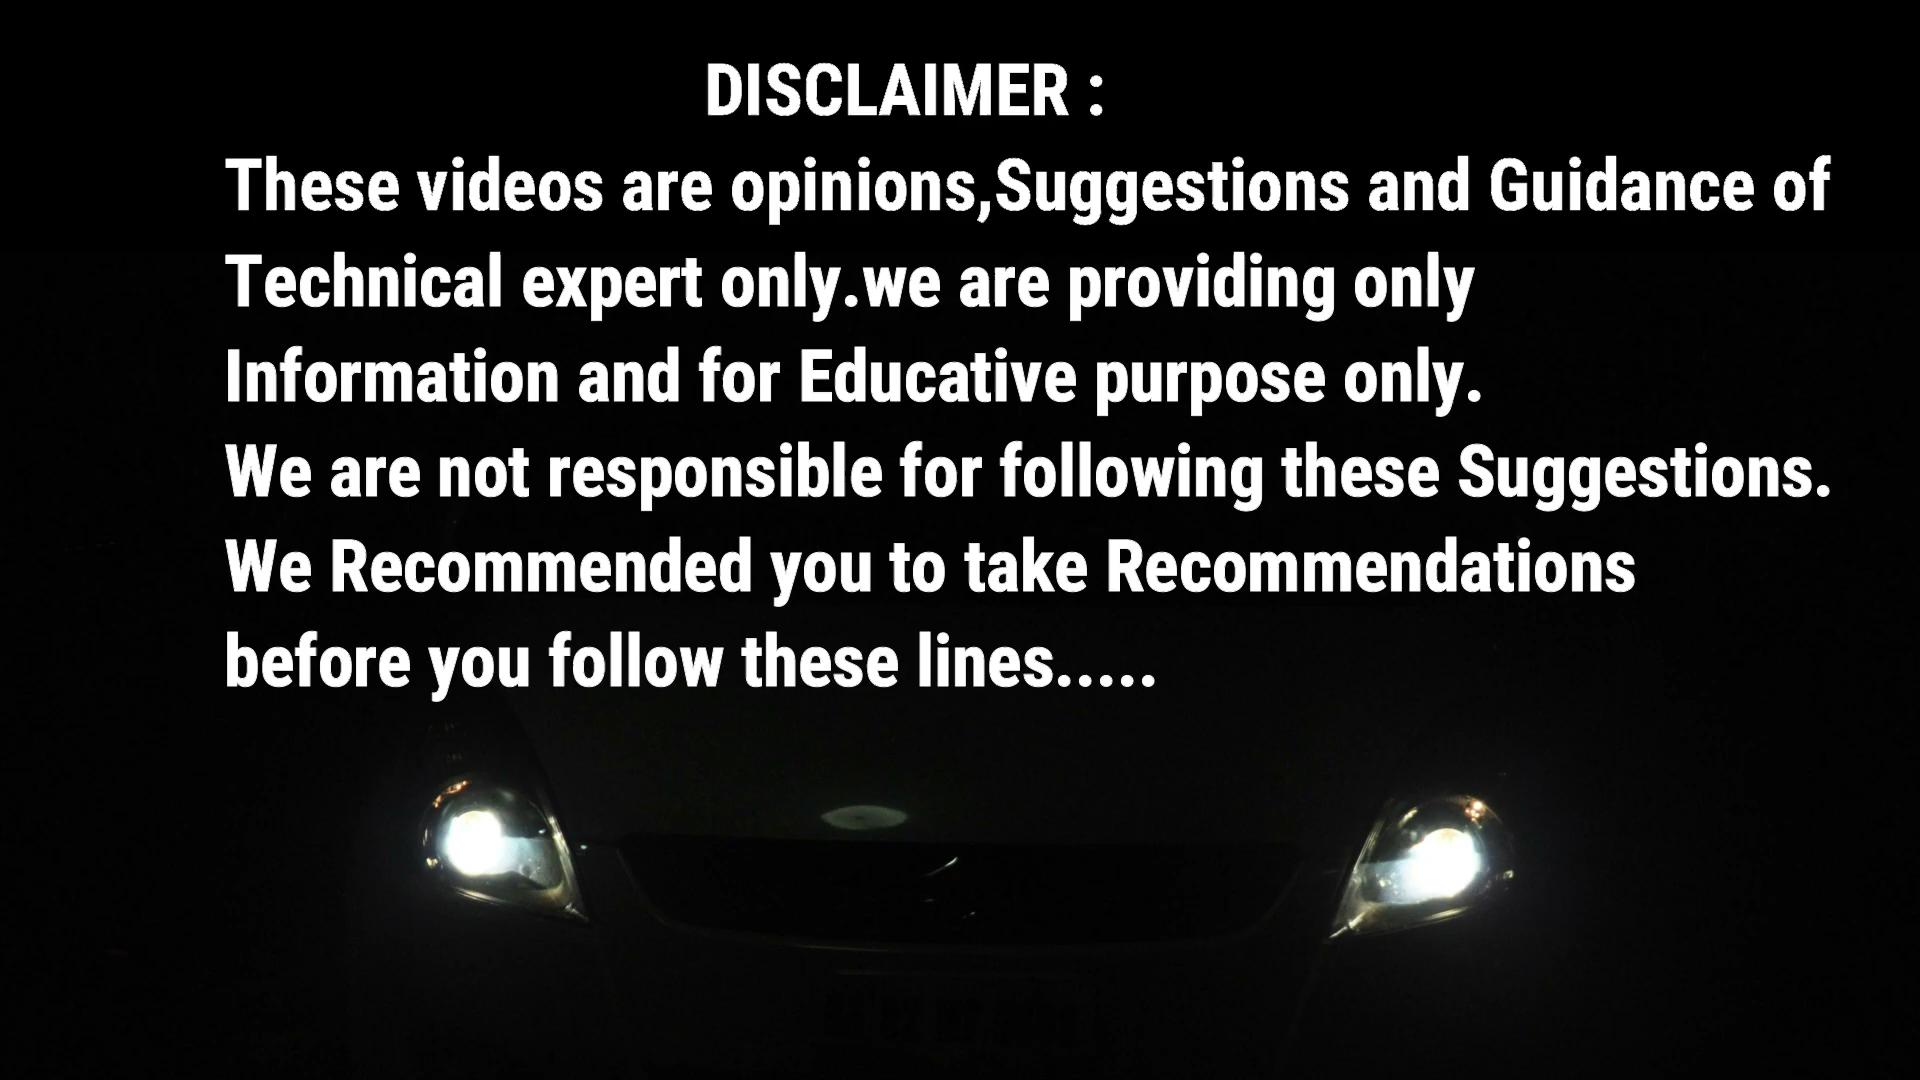 DISCLAIMER :
These videos are opinions,Suggestions and Guidance of
Technical expert only.we are providing only
Information and for Educative purpose only.
We are not responsible for following these Suggestions.
We Recommended you to take Recommendations
before you follow these lines.....